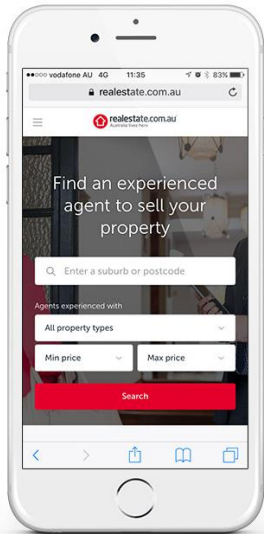 vodafone AU 4G 11:35 83%
realestate.com.au
realestate.com.au
Australia lives here
Find an experienced
agent to sell your
property
Enter a suburb or postcode
Agents experienced with
All property types
Min price Max price
Search